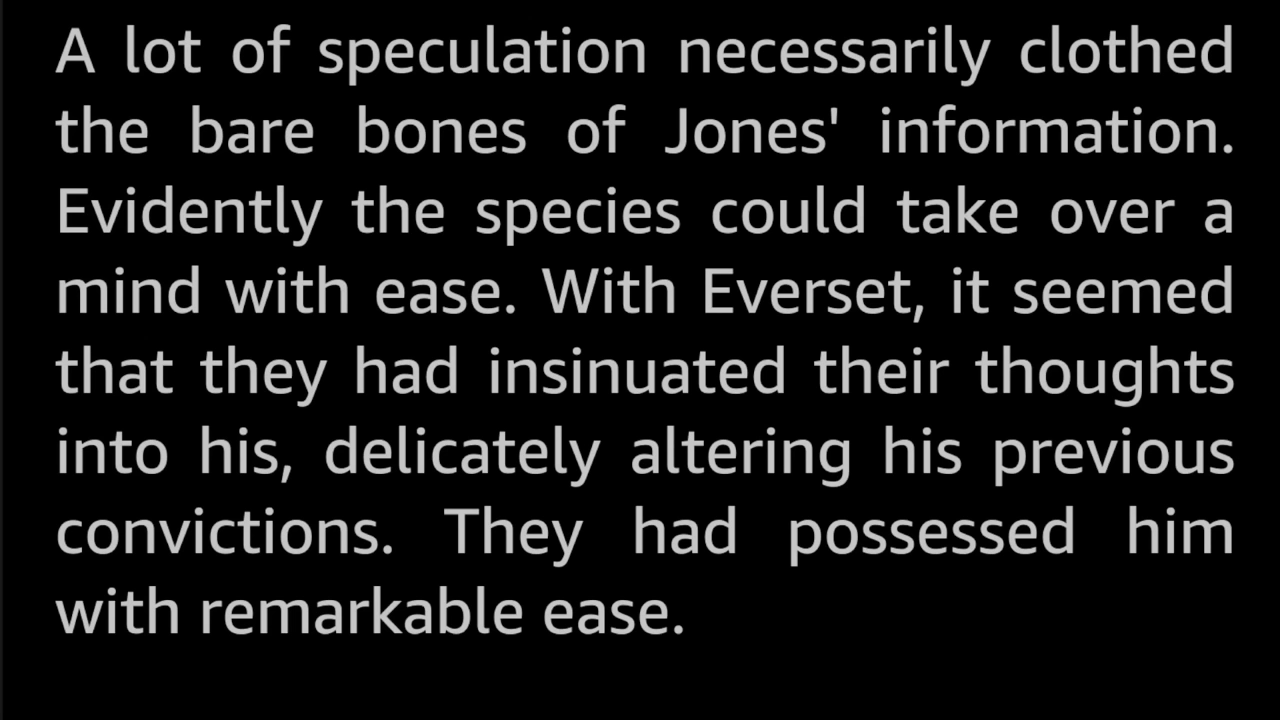 A lot of speculation necessarily clothed
the bare bones of Jones' information.
Evidently the species could take over a
mind with ease. With Everset, it seemed
that they had insinuated their thoughts
into his, delicately altering his previous
convictions. They had possessed him
with remarkable ease.